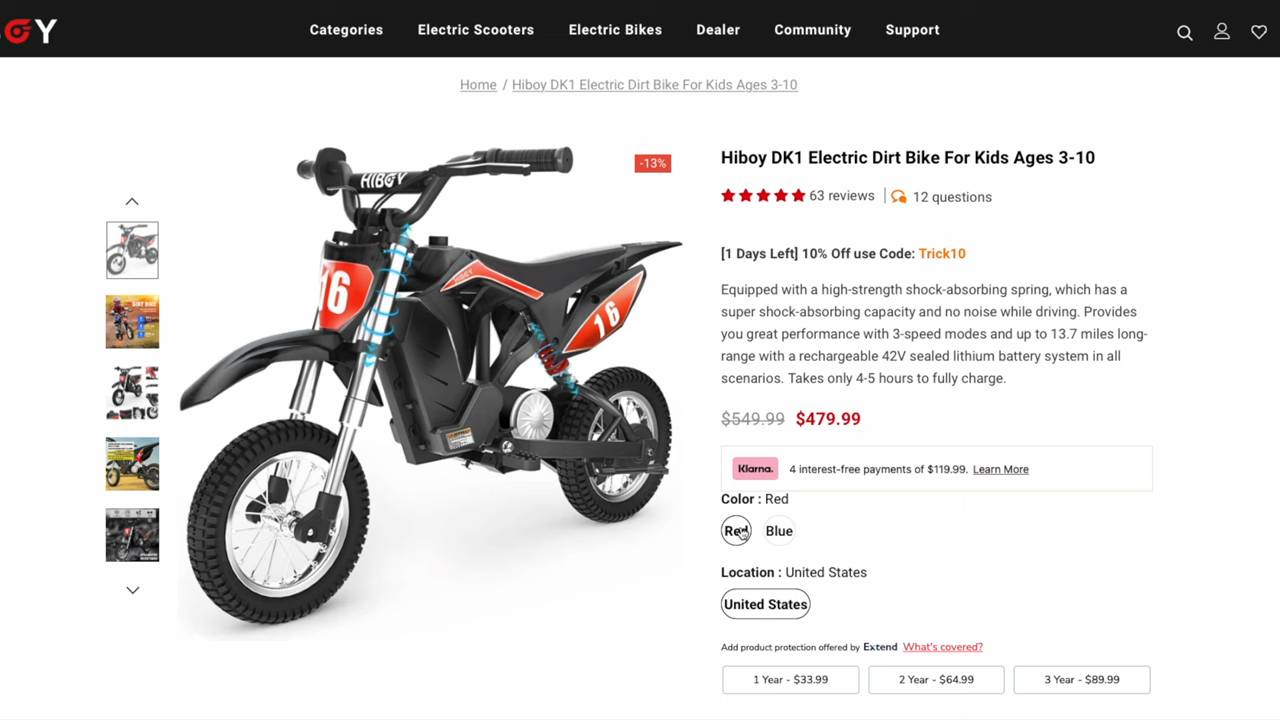 Y
Categories
Electric Scooters
Electric Bikes
Dealer
Community
Support
Home / Hiboy DK1 Electric Dirt Bike For Kids Ages 3-10
-13%
HIBOY
16
HIBOY
16
Hiboy DK1 Electric Dirt Bike For Kids Ages 3-10
63 reviews
12 questions
[1 Days Left] 10% Off use Code: Trick10
Equipped with a high-strength shock-absorbing spring, which has a
super shock-absorbing capacity and no noise while driving. Provides
you great performance with 3-speed modes and up to 13.7 miles long-
range with a rechargeable 42V sealed lithium battery system in all
scenarios. Takes only 4-5 hours to fully charge.
$549.99 $479.99
Klarna. 4 interest-free payments of $119.99. Learn More
Color : Red
Red
Blue
Location : United States
United States
Add product protection offered by Extend What's covered?
1 Year - $33.99
2 Year - $64.99
3 Year - $89.99